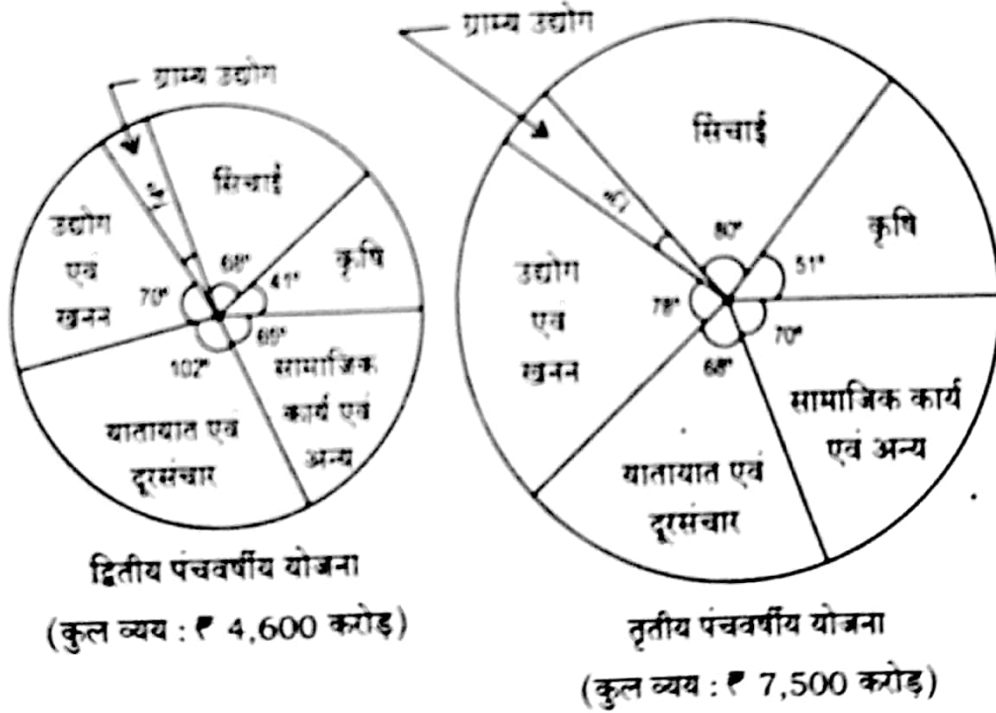 ग्राम्य उद्योग
सिंचाई
कृषि
उद्योग
एवं
खनन
68°
41°
70°
102°
69°
सामाजिक
कार्य एवं
अन्य
यातायात एवं
दूरसंचार
द्वितीय पंचवर्षीय योजना
(कुल व्यय : ₹ 4,600 करोड़)
ग्राम्य उद्योग
सिंचाई
कृषि
80°
51°
उद्योग
एवं
खनन
78°
68°
70°
सामाजिक कार्य
एवं अन्य
यातायात एवं
दूरसंचार
तृतीय पंचवर्षीय योजना
(कुल व्यय : ₹ 7,500 करोड़)